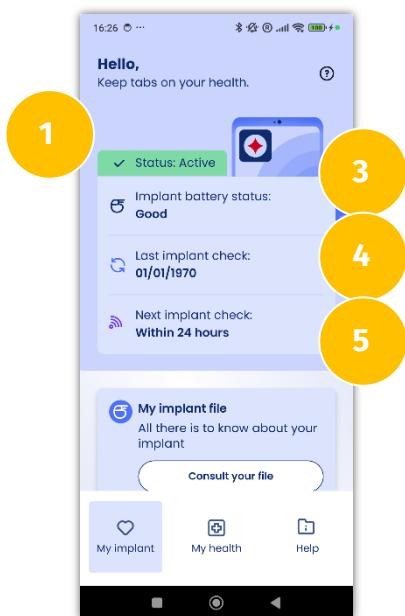 16:26
100
Hello,
Keep tabs on your health.
1
Status: Active
3
Implant battery status:
Good
4
Last implant check:
01/01/1970
5
Next implant check:
Within 24 hours
My implant file
All there is to know about your
implant
Consult your file
My implant
My health
Help